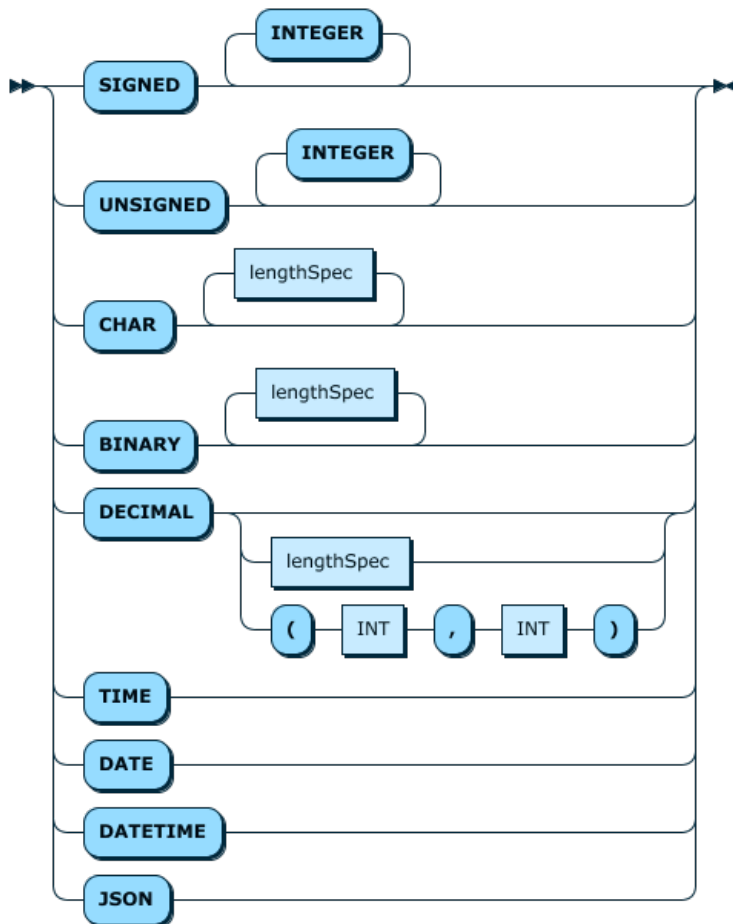 INTEGER
SIGNED
INTEGER
UNSIGNED
lengthSpec
CHAR
lengthSpec
BINARY
DECIMAL
lengthSpec
( INT , INT )
TIME
DATE
DATETIME
JSON